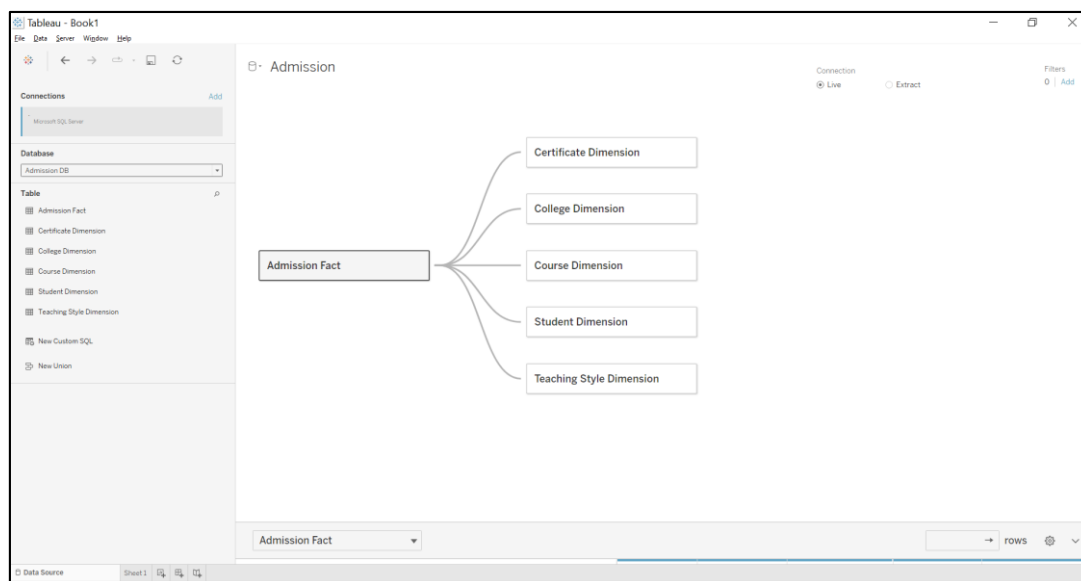 Tableau - Book1
File Data Server Window Help
Connections Add
Microsoft SQL Server
Database
Admission DB
Table
Admission Fact
Certificate Dimension
College Dimension
Course Dimension
Student Dimension
Teaching Style Dimension
New Custom SQL
New Union
Admission
Connection
Live Extract
Filters
0 Add
Admission Fact
Certificate Dimension
College Dimension
Course Dimension
Student Dimension
Teaching Style Dimension
Admission Fact
rows
Data Source Sheet 1